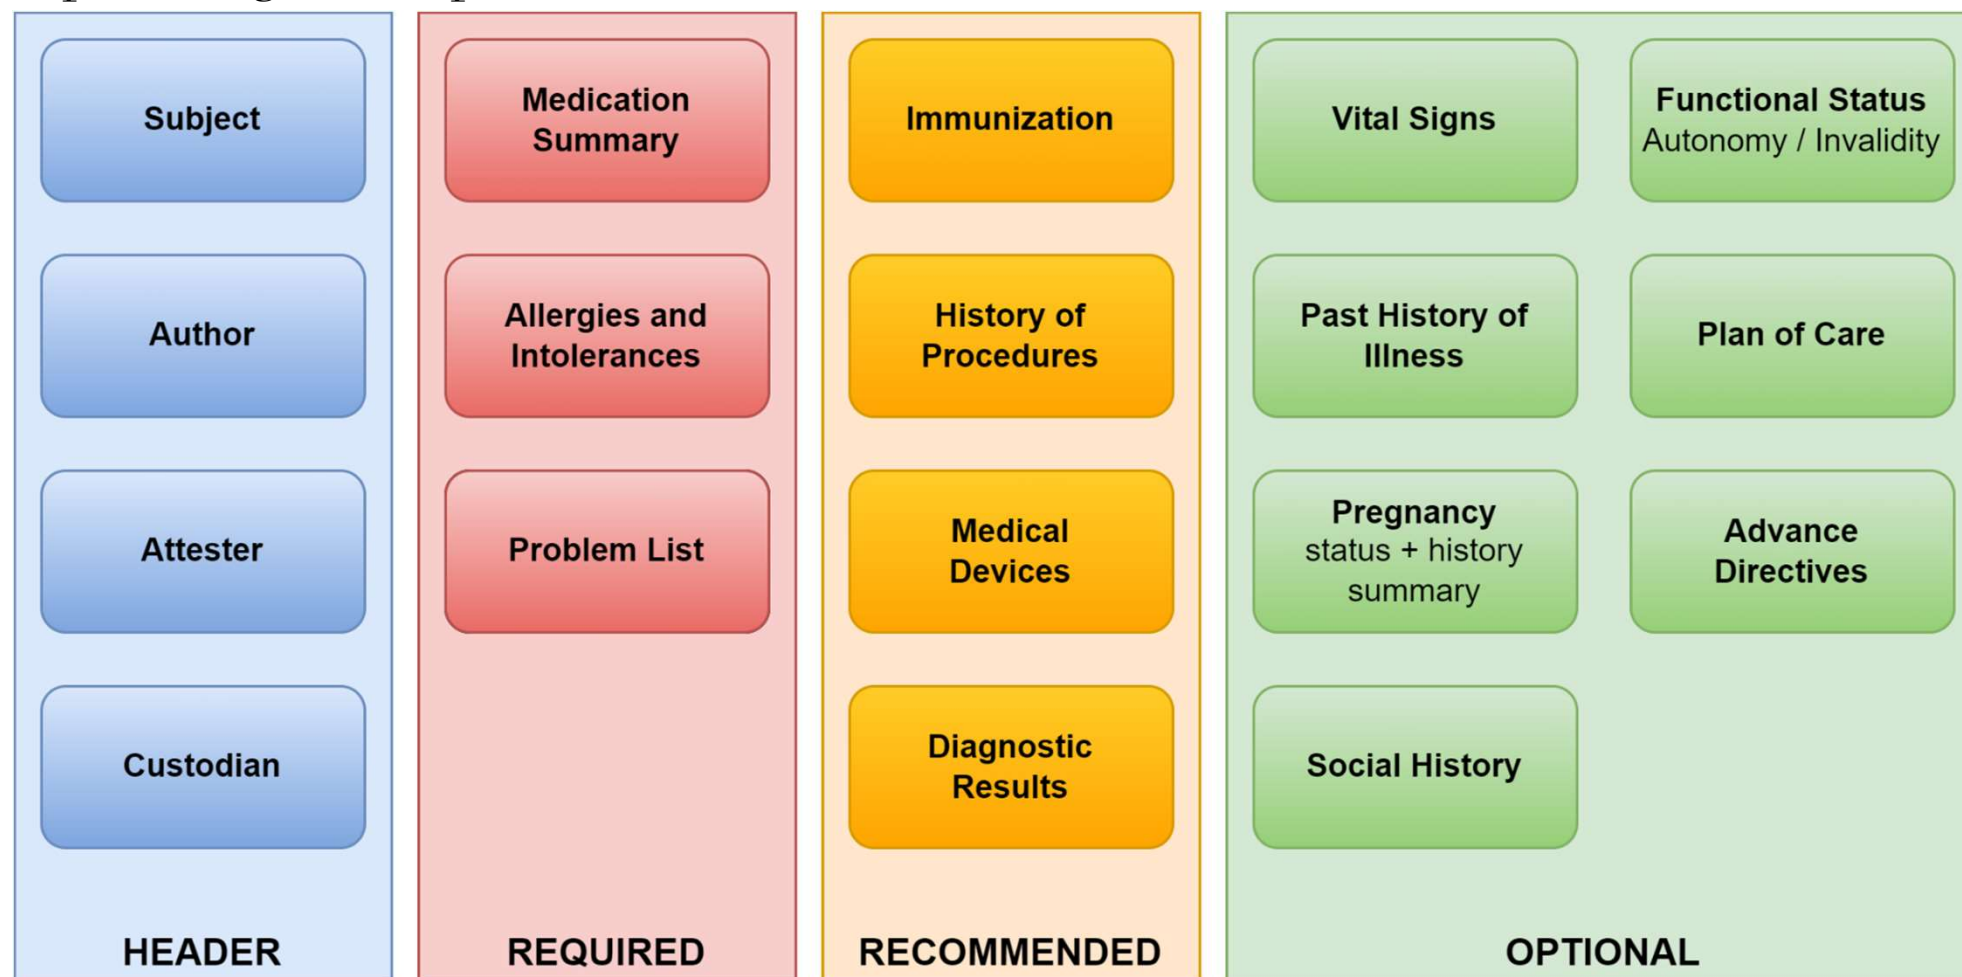 Subject
Author
Attester
Custodian
HEADER
Medication
Summary
Allergies and
Intolerances
Problem List
REQUIRED
Immunization
History of
Procedures
Medical
Devices
Diagnostic
Results
RECOMMENDED
Vital Signs
Past History of
Illness
Pregnancy
status + history
summary
Social History
Functional Status
Autonomy / Invalidity
Plan of Care
Advance
Directives
OPTIONAL